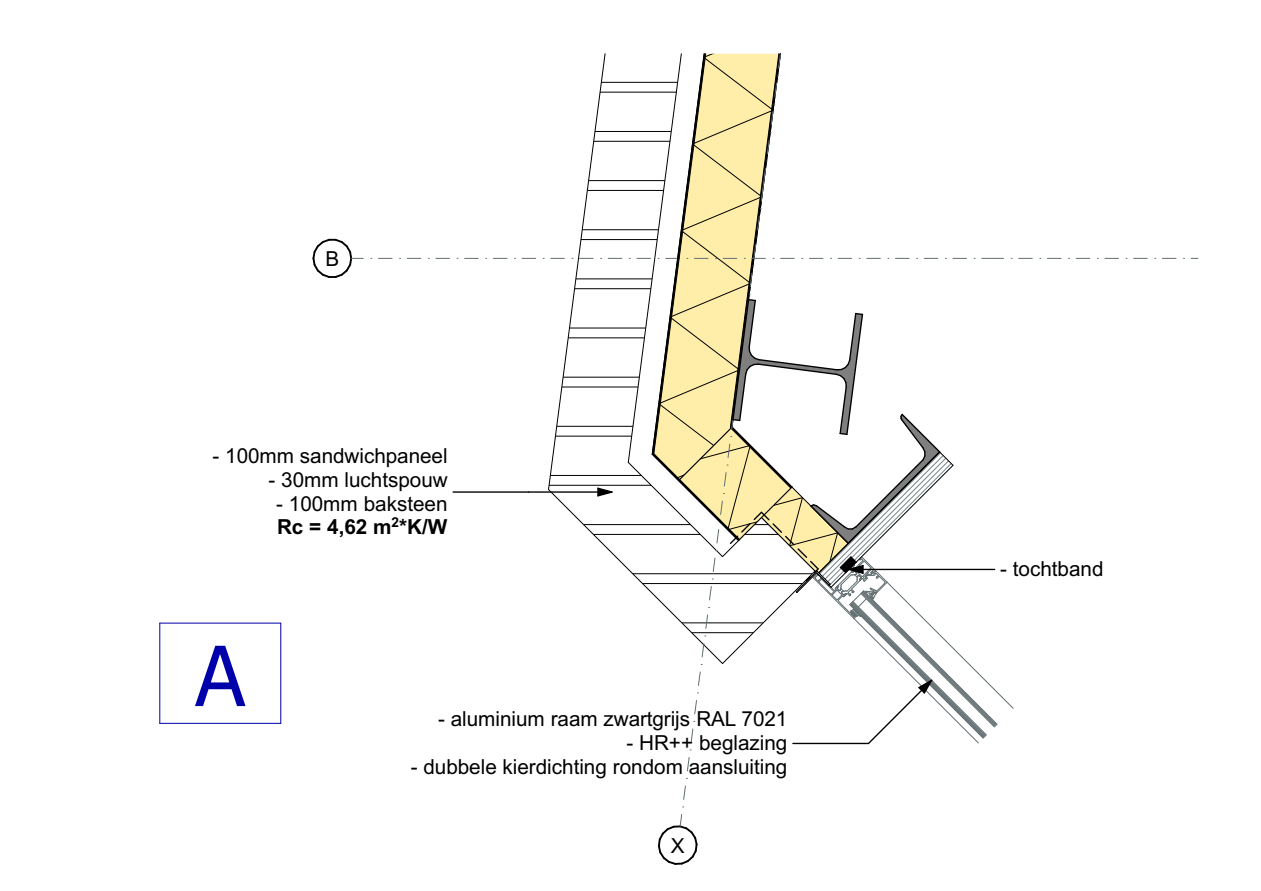 B
- 100mm sandwichpaneel
- 30mm luchtspouw
- 100mm baksteen
Rc = 4,62 m²*K/W
- tochtband
A
- aluminium raam zwartgrijs RAL 7021
- HR++ beglazing
- dubbele kierdichting rondom aansluiting
X